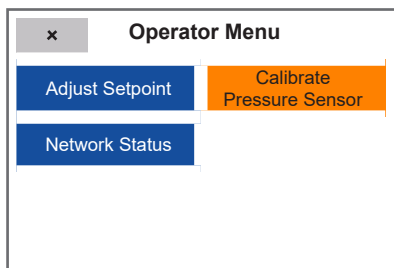 ×
Operator Menu
Adjust Setpoint
Calibrate
Pressure Sensor
Network Status